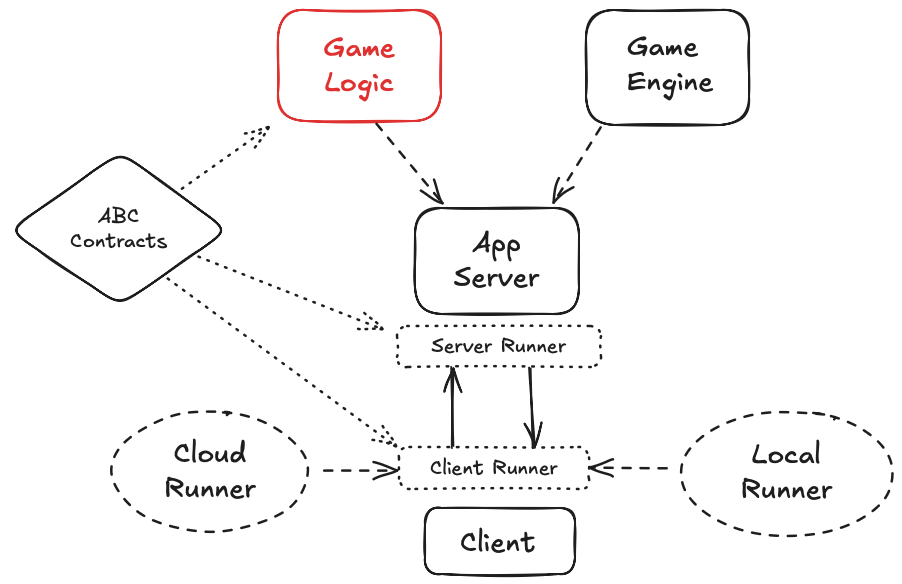 Game
Logic
Game
Engine
ABC
Contracts
App
Server
Server Runner
Cloud
Runner
Client Runner
Local
Runner
Client